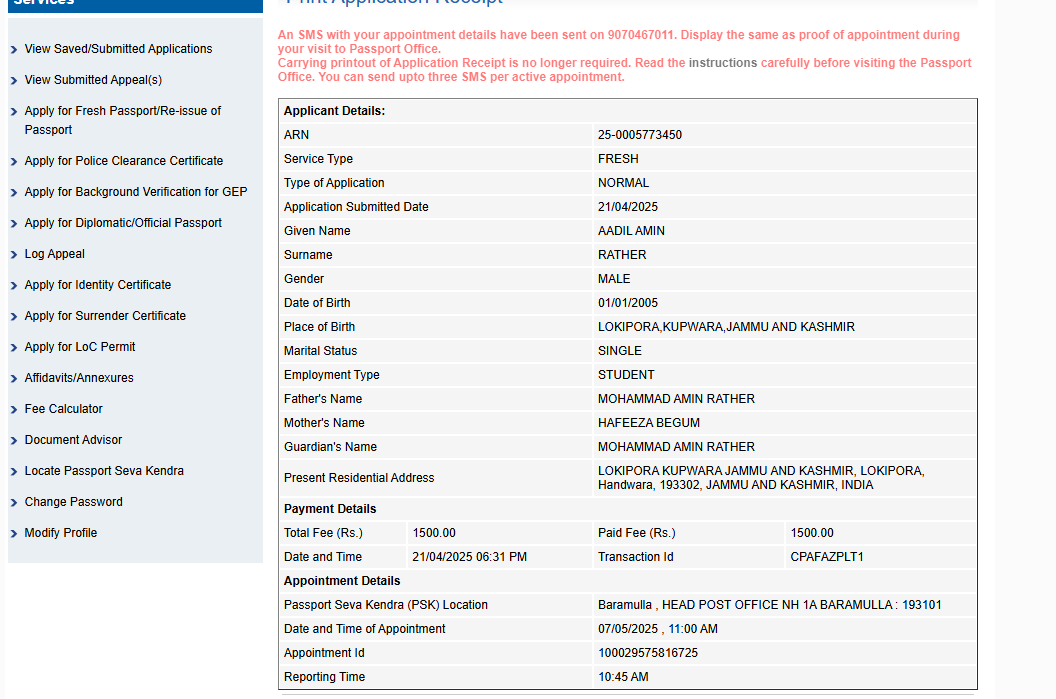 Services
View Saved/Submitted Applications
View Submitted Appeal(s)
Apply for Fresh Passport/Re-issue of
Passport
Apply for Police Clearance Certificate
Apply for Background Verification for GEP
Apply for Diplomatic/Official Passport
Log Appeal
Apply for Identity Certificate
Apply for Surrender Certificate
Apply for LoC Permit
Affidavits/Annexures
Fee Calculator
Document Advisor
Locate Passport Seva Kendra
Change Password
Modify Profile
Print Application Receipt
An SMS with your appointment details have been sent on 9070467011. Display the same as proof of appointment during
your visit to Passport Office.
Carrying printout of Application Receipt is no longer required. Read the instructions carefully before visiting the Passport
Office. You can send upto three SMS per active appointment.
Applicant Details:
ARN 25-0005773450
Service Type FRESH
Type of Application NORMAL
Application Submitted Date 21/04/2025
Given Name AADIL AMIN
Surname RATHER
Gender MALE
Date of Birth 01/01/2005
Place of Birth LOKIPORA,KUPWARA,JAMMU AND KASHMIR
Marital Status SINGLE
Employment Type STUDENT
Father's Name MOHAMMAD AMIN RATHER
Mother's Name HAFEEZA BEGUM
Guardian's Name MOHAMMAD AMIN RATHER
Present Residential Address LOKIPORA KUPWARA JAMMU AND KASHMIR, LOKIPORA,
Handwara, 193302, JAMMU AND KASHMIR, INDIA
Payment Details
Total Fee (Rs.) 1500.00 Paid Fee (Rs.) 1500.00
Date and Time 21/04/2025 06:31 PM Transaction Id CPAFAZPLT1
Appointment Details
Passport Seva Kendra (PSK) Location Baramulla , HEAD POST OFFICE NH 1A BARAMULLA : 193101
Date and Time of Appointment 07/05/2025 , 11:00 AM
Appointment Id 100029575816725
Reporting Time 10:45 AM